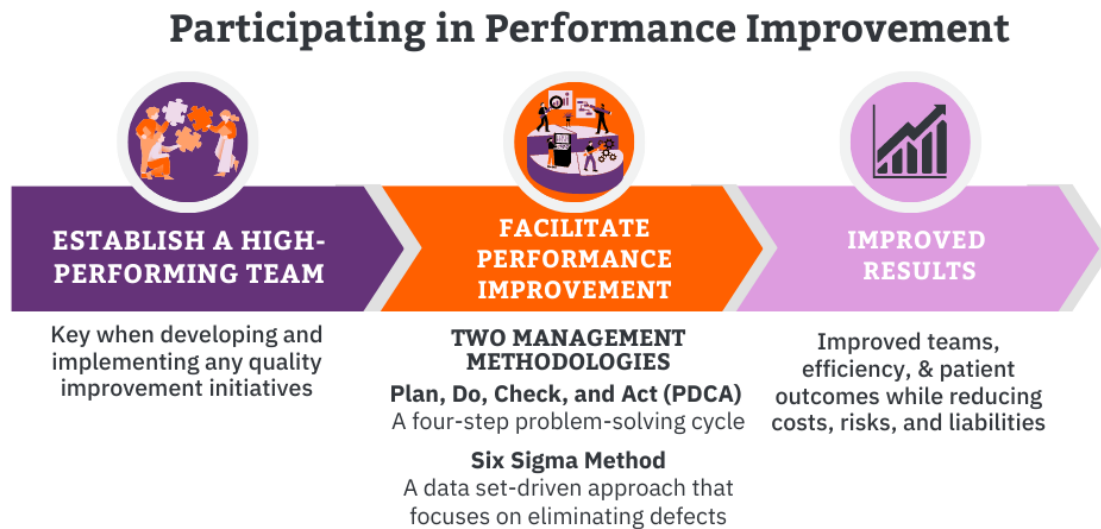 Participating in Performance Improvement
ESTABLISH A HIGH-
PERFORMING TEAM
Key when developing and
implementing any quality
improvement initiatives
FACILITATE
PERFORMANCE
IMPROVEMENT
TWO MANAGEMENT
METHODOLOGIES
Plan, Do, Check, and Act (PDCA)
A four-step problem-solving cycle
Six Sigma Method
A data set-driven approach that
focuses on eliminating defects
IMPROVED
RESULTS
Improved teams,
efficiency, & patient
outcomes while reducing
costs, risks, and liabilities